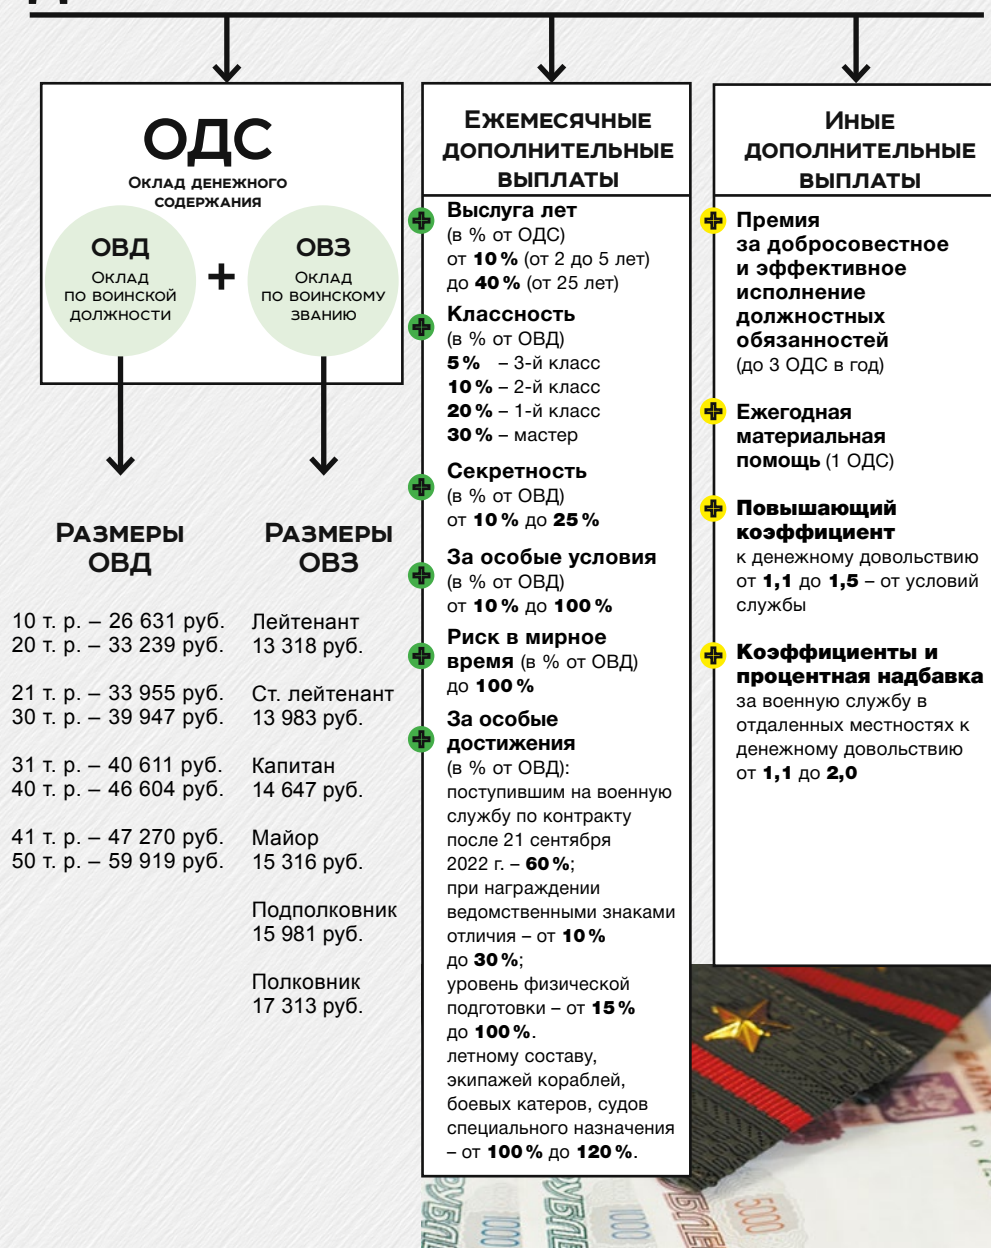 ОДС
Оклад денежного
содержания
ОВД
Оклад
по воинской
должности
+
ОВЗ
Оклад
по воинскому
званию
Размеры
ОВД
10 т. р. – 26 631 руб.
20 т. р. – 33 239 руб.
21 т. р. – 33 955 руб.
30 т. р. – 39 947 руб.
31 т. р. – 40 611 руб.
40 т. р. – 46 604 руб.
41 т. р. – 47 270 руб.
50 т. р. – 59 919 руб.
Размеры
ОВЗ
Лейтенант
13 318 руб.
Ст. лейтенант
13 983 руб.
Капитан
14 647 руб.
Майор
15 316 руб.
Подполковник
15 981 руб.
Полковник
17 313 руб.
Ежемесячные
дополнительные
выплаты
Выслуга лет
(в % от ОДС)
от 10 % (от 2 до 5 лет)
до 40 % (от 25 лет)
Классность
(в % от ОВД)
5 % – 3-й класс
10 % – 2-й класс
20 % – 1-й класс
30 % – мастер
Секретность
(в % от ОВД)
от 10 % до 25 %
За особые условия
(в % от ОВД)
от 10 % до 100 %
Риск в мирное
время (в % от ОВД)
до 100 %
За особые
достижения
(в % от ОВД):
поступившим на военную
службу по контракту
после 21 сентября
2022 г. – 60 %;
при награждении
ведомственными знаками
отличия – от 10 %
до 30 %;
уровень физической
подготовки – от 15 %
до 100 %.
летному составу,
экипажей кораблей,
боевых катеров, судов
специального назначения
– от 100 % до 120 %.
Иные
дополнительные
выплаты
Премия
за добросовестное
и эффективное
исполнение
должностных
обязанностей
(до 3 ОДС в год)
Ежегодная
материальная
помощь (1 ОДС)
Повышающий
коэффициент
к денежному довольствию
от 1,1 до 1,5 – от условий
службы
Коэффициенты и
процентная надбавка
за военную службу в
отдаленных местностях к
денежному довольствию
от 1,1 до 2,0
1000
1000
5000